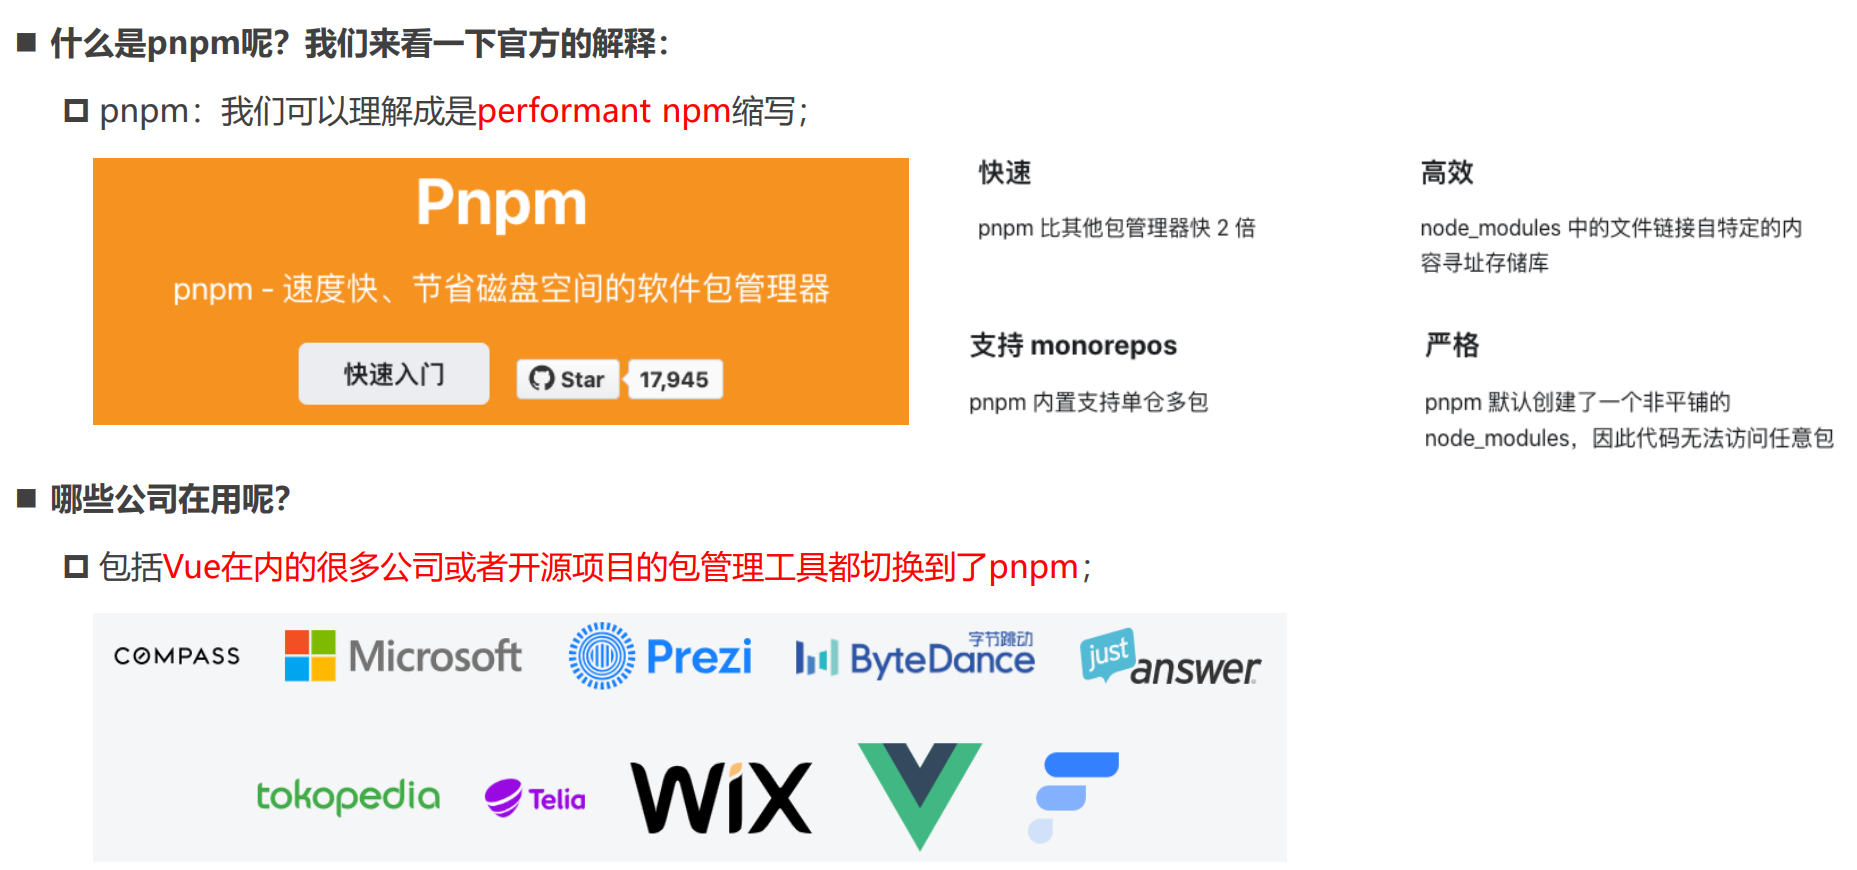 什么是pnpm呢？我们来看一下官方的解释：
pnpm：我们可以理解成是performant npm缩写；
Pnpm
pnpm - 速度快、节省磁盘空间的软件包管理器
快速入门
Star
17,945
快速
pnpm 比其他包管理器快 2 倍
高效
node_modules 中的文件链接自特定的内
容寻址存储库
支持 monorepos
pnpm 内置支持单仓多包
严格
pnpm 默认创建了一个非平铺的
node_modules，因此代码无法访问任意包
哪些公司在用呢？
包括Vue在内的很多公司或者开源项目的包管理工具都切换到了pnpm；
COMPASS
Microsoft
Prezi
字节跳动
ByteDance
just
answer
tokopedia
Telia
WiX